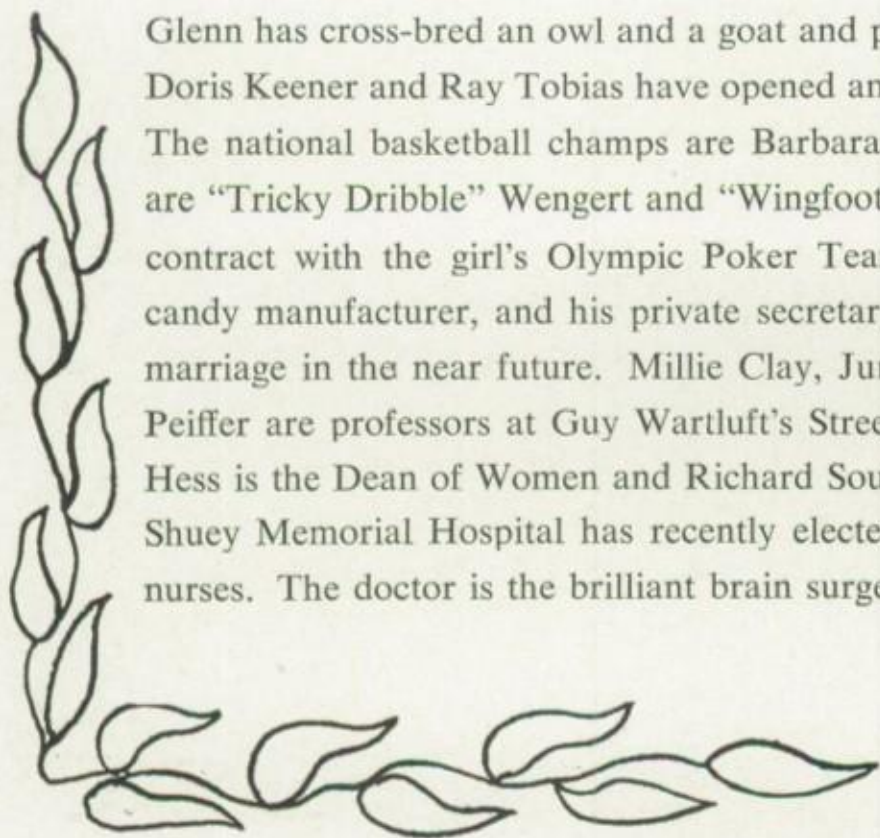 Glenn has cross-bred an owl and a goat and p
Doris Keener and Ray Tobias have opened an
The national basketball champs are Barbara
are “Tricky Dribble” Wengert and “Wingfoot
contract with the girl's Olympic Poker Tea
candy manufacturer, and his private secretar
marriage in the near future. Millie Clay, Ju
Peiffer are professors at Guy Wartluft's Stree
Hess is the Dean of Women and Richard Sou
Shuey Memorial Hospital has recently electe
nurses. The doctor is the brilliant brain surge